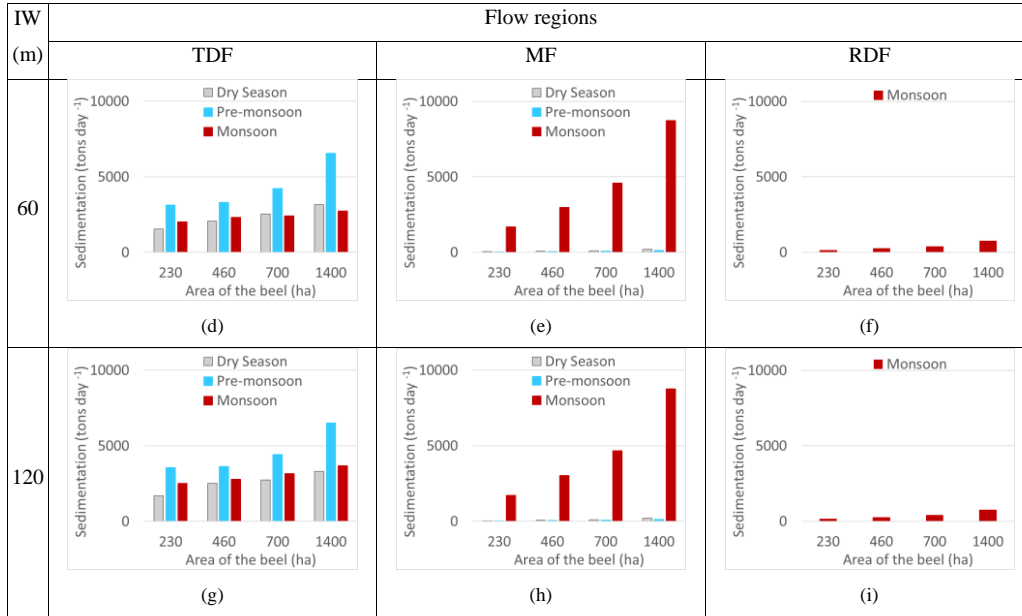 IW
(m)
Flow regions
TDF
MF
RDF
60
Sedimentation (tons day ⁻¹)
10000
5000
0
Dry Season
Pre-monsoon
Monsoon
230 460 700 1400
Area of the beel (ha)
(d)
Sedimentation (tons day ⁻¹)
10000
5000
0
Dry Season
Pre-monsoon
Monsoon
230 460 700 1400
Area of the beel (ha)
(e)
Sedimentation (tons day ⁻¹)
10000
5000
0
Monsoon
230 460 700 1400
Area of the beel (ha)
(f)
120
Sedimentation (tons day ⁻¹)
10000
5000
0
Dry Season
Pre-monsoon
Monsoon
230 460 700 1400
Area of the beel (ha)
(g)
Sedimentation (tons day ⁻¹)
10000
5000
0
Dry Season
Pre-monsoon
Monsoon
230 460 700 1400
Area of the beel (ha)
(h)
Sedimentation (tons day ⁻¹)
10000
5000
0
Monsoon
230 460 700 1400
Area of the beel (ha)
(i)